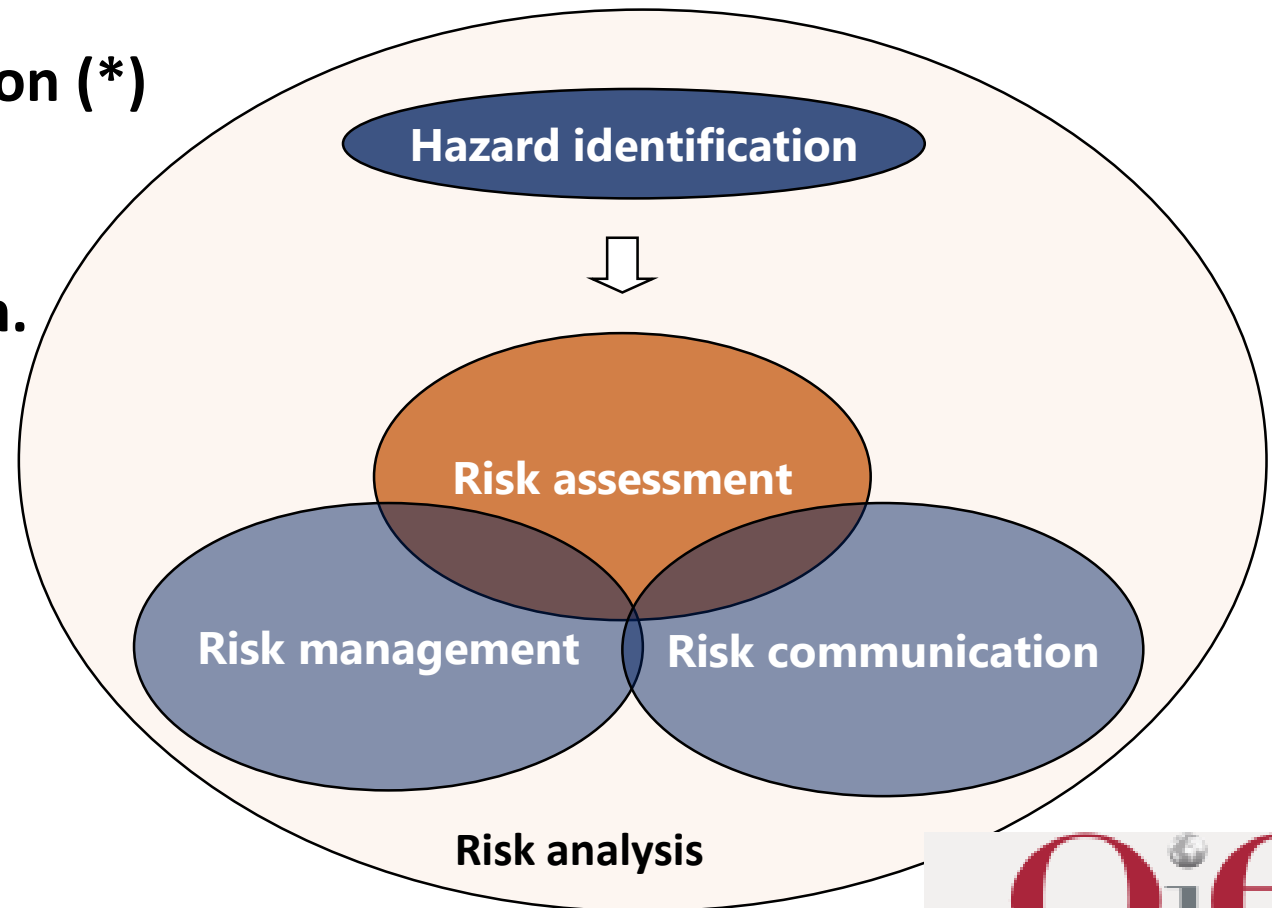 on (*)
Hazard identification
Risk assessment
Risk management
Risk communication
Risk analysis